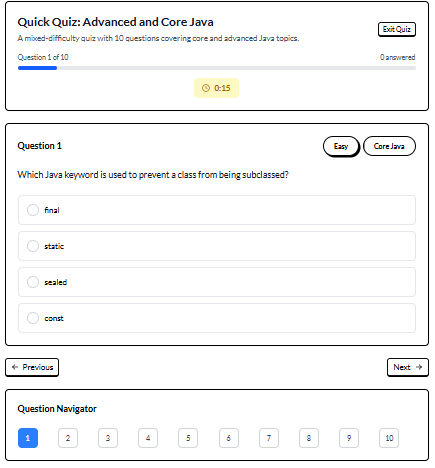 Quick Quiz: Advanced and Core Java
Exit Quiz
A mixed-difficulty quiz with 10 questions covering core and advanced Java topics.
Question 1 of 10
0 answered
0:15
Question 1
Easy
Core Java
Which Java keyword is used to prevent a class from being subclassed?
final
static
sealed
const
← Previous
Next →
Question Navigator
1 2 3 4 5 6 7 8 9 10